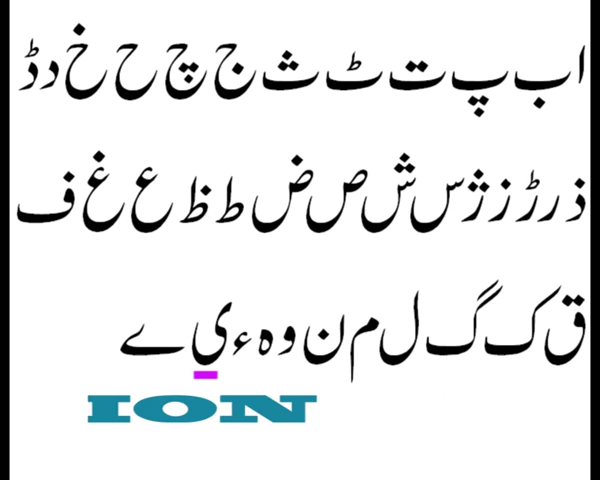 ا ب پ ت ٹ ث ج چ ح خ د ڈ
ذ ر ڑ ز ژ س ش ص ض ط ظ ع غ ف
ق ک گ ل م ن و ہ ء ی ے
ION